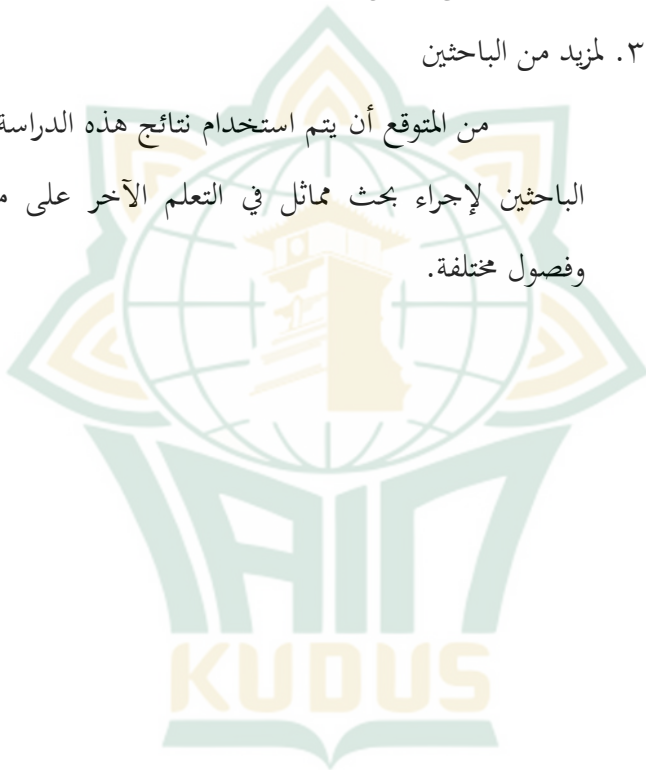 ٣. لمزيد من الباحثين
من المتوقع أن يتم استخدام نتائج هذه الدراسة
الباحثين لإجراء بحث مماثل في التعلم الآخر على
وفصول مختلفة.
IAIN
KUDUS